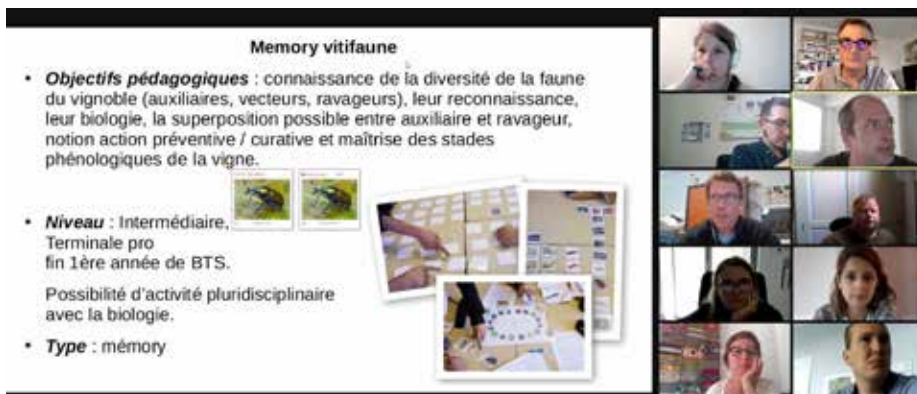 Memory vitifaune
• Objectifs pédagogiques : connaissance de la diversité de la faune
du vignoble (auxiliaires, vecteurs, ravageurs), leur reconnaissance,
leur biologie, la superposition possible entre auxiliaire et ravageur,
notion action préventive / curative et maîtrise des stades
phénologiques de la vigne.
• Niveau : Intermédiaire,
Terminale pro
fin 1ère année de BTS.
Possibilité d'activité pluridisciplinaire
avec la biologie.
• Type : mémory